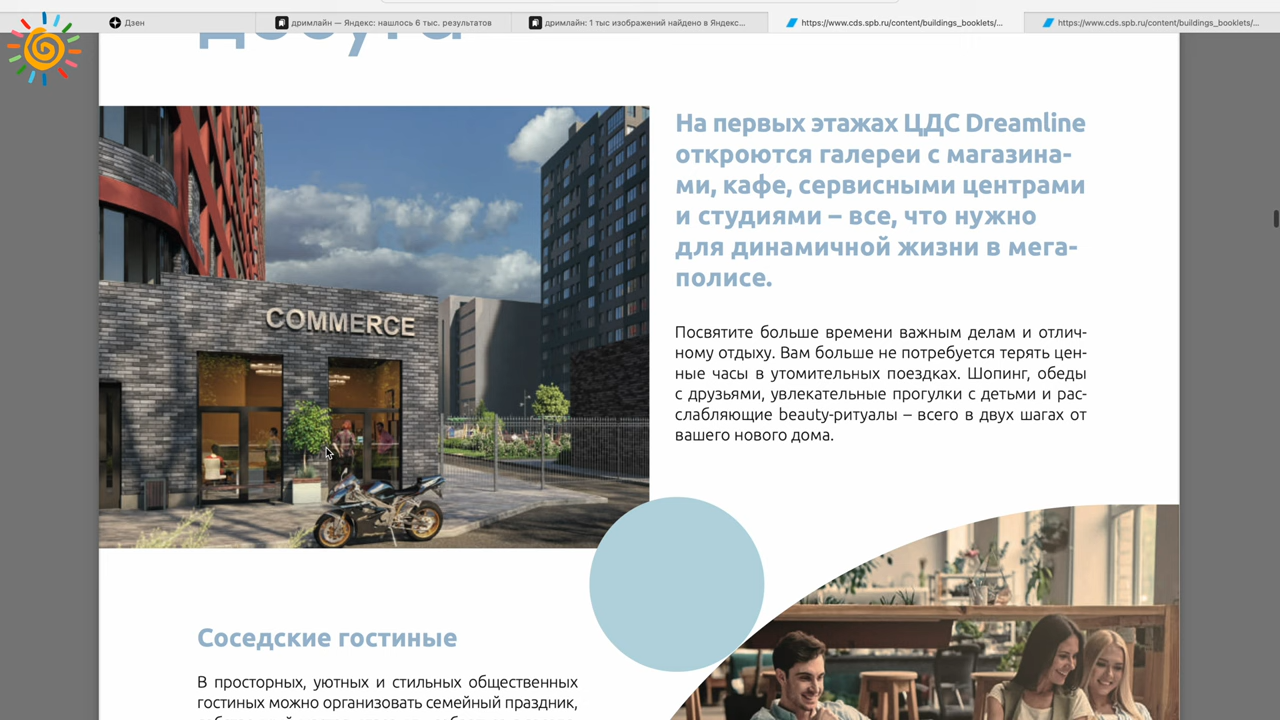 Дзен
дримлайн — Яндекс: нашлось 6 тыс. результатов
дримлайн: 1 тыс изображений найдено в Яндекс...
https://www.cds.spb.ru/content/buildings_booklets/...
https://www.cds.spb.ru/content/buildings_booklets/...
досуга
На первых этажах ЦДС Dreamline
откроются галереи с магазина-
ми, кафе, сервисными центрами
и студиями – все, что нужно
для динамичной жизни в мега-
полисе.
COMMERCE
Посвятите больше времени важным делам и отлич-
ному отдыху. Вам больше не потребуется терять цен-
ные часы в утомительных поездках. Шопинг, обеды
с друзьями, увлекательные прогулки с детьми и рас-
слабляющие beauty-ритуалы – всего в двух шагах от
вашего нового дома.
Соседские гостиные
В просторных, уютных и стильных общественных
гостиных можно организовать семейный праздник,